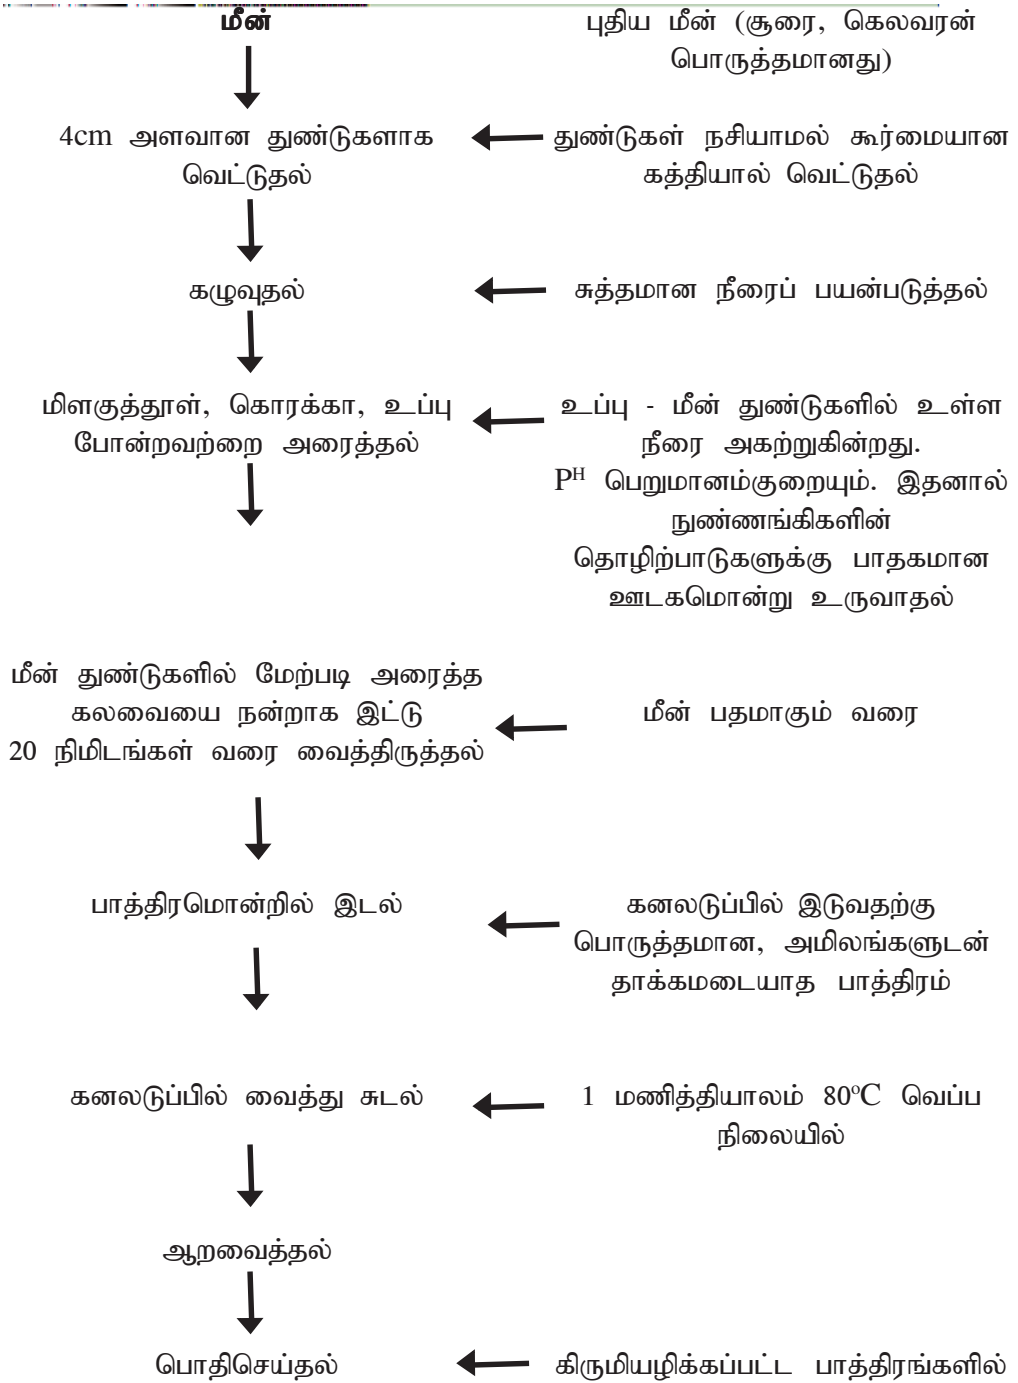 மீன்
புதிய மீன் (சூரை, கெலவரன்
பொருத்தமானது)
4cm அளவான துண்டுகளாக
வெட்டுதல்
துண்டுகள் நசியாமல் கூர்மையான
கத்தியால் வெட்டுதல்
கழுவுதல்
சுத்தமான நீரைப் பயன்படுத்தல்
மிளகுத்தூள், கொரக்கா, உப்பு
போன்றவற்றை அரைத்தல்
உப்பு - மீன் துண்டுகளில் உள்ள
நீரை அகற்றுகின்றது.
Pᴴ பெறுமானம்குறையும். இதனால்
நுண்ணங்கிகளின்
தொழிற்பாடுகளுக்கு பாதகமான
ஊடகமொன்று உருவாதல்
மீன் துண்டுகளில் மேற்படி அரைத்த
கலவையை நன்றாக இட்டு
20 நிமிடங்கள் வரை வைத்திருத்தல்
மீன் பதமாகும் வரை
பாத்திரமொன்றில் இடல்
கனலடுப்பில் இடுவதற்கு
பொருத்தமான, அமிலங்களுடன்
தாக்கமடையாத பாத்திரம்
கனலடுப்பில் வைத்து சுடல்
1 மணித்தியாலம் 80ºC வெப்ப
நிலையில்
ஆறவைத்தல்
பொதிசெய்தல்
கிருமியழிக்கப்பட்ட பாத்திரங்களில்